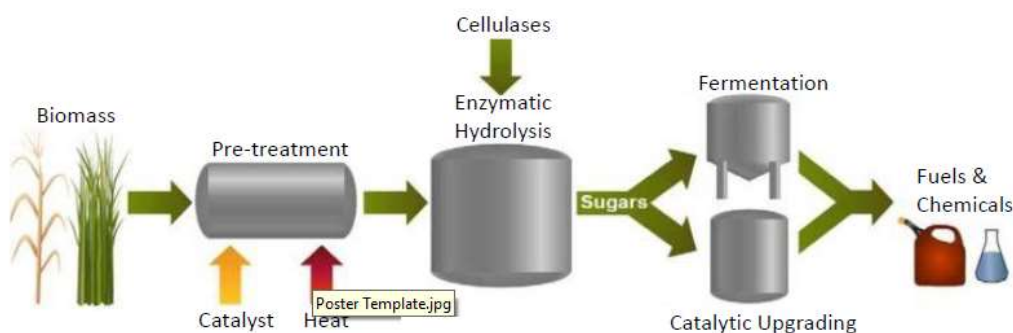 Cellulases
Biomass
Pre-treatment
Enzymatic
Hydrolysis
Sugars
Fermentation
Fuels &
Chemicals
Catalyst
Heat
Poster Template.jpg
Catalytic Upgrading